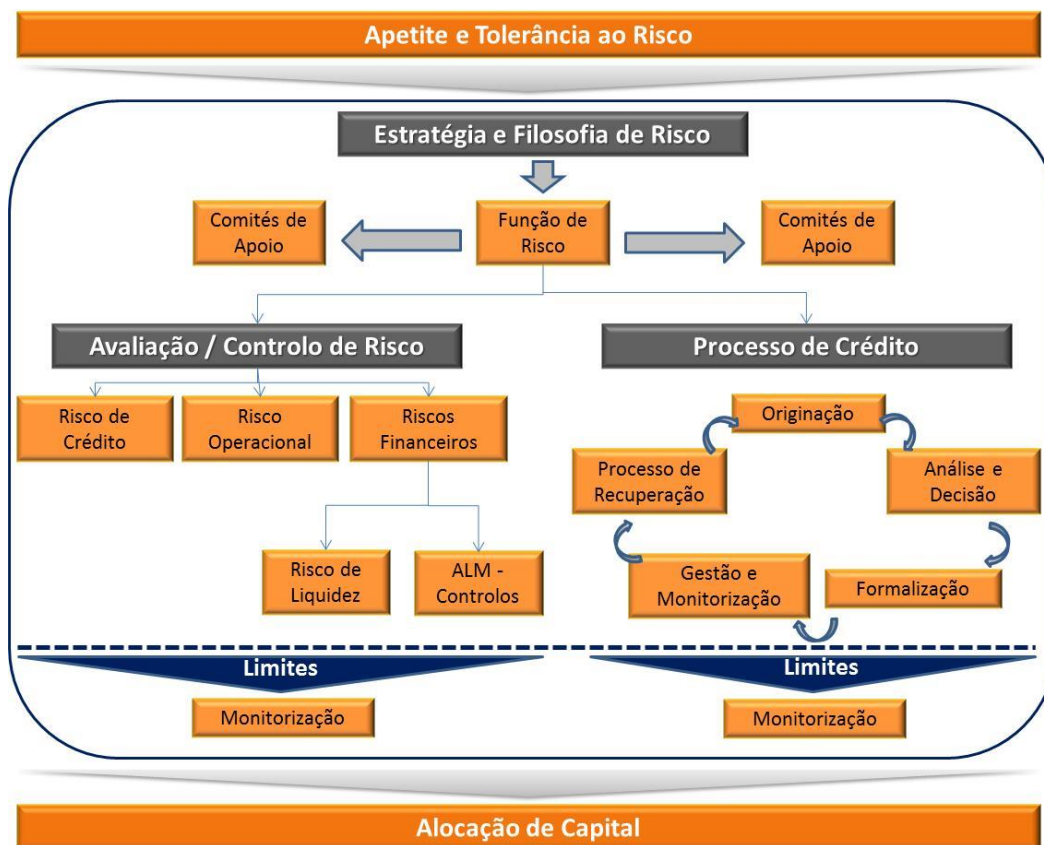 Apetite e Tolerância ao Risco
Estratégia e Filosofia de Risco
Comités de
Apoio
Função de
Risco
Comités de
Apoio
Avaliação / Controlo de Risco
Processo de Crédito
Risco de
Crédito
Risco
Operacional
Riscos
Financeiros
Originação
Processo de
Recuperação
Análise e
Decisão
Risco de
Liquidez
ALM -
Controlos
Gestão e
Monitorização
Formalização
Limites
Limites
Monitorização
Monitorização
Alocação de Capital